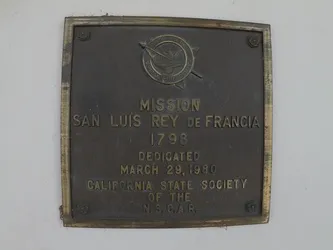 MISSION
SAN LUIS REY DE FRANCIA
1798
DEDICATED
MARCH 29, 1980
CALIFORNIA STATE SOCIETY
OF THE
N.S.D.A.R.